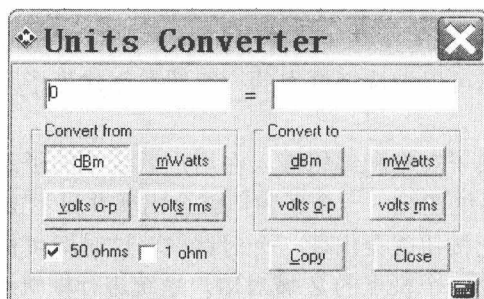 Units Converter
0 =
Convert from Convert to
dBm mWatts dBm mWatts
volts o-p volts rms volts o-p volts rms
50 ohms 1 ohm Copy Close